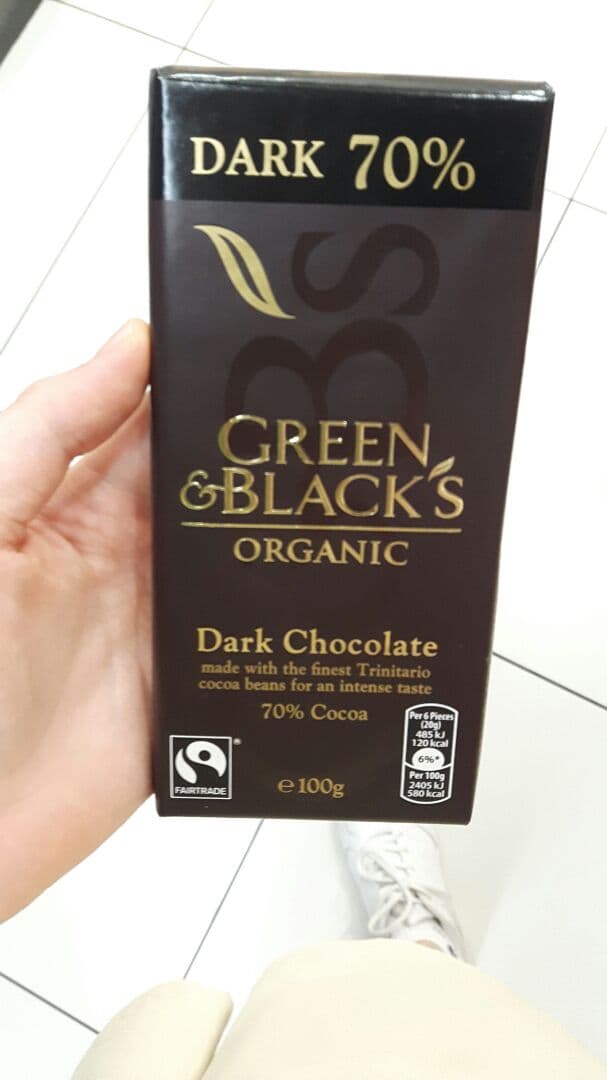 DARK 70%
Bs
GREEN
&BLACK'S
ORGANIC
Dark Chocolate
made with the finest Trinitario
cocoa beans for an intense taste
70% Cocoa
Per 6 Pieces
(20g)
485 kJ
120 kcal
6%*
Per 100g
2405 kJ
580 kcal
FAIRTRADE
®
e 100g